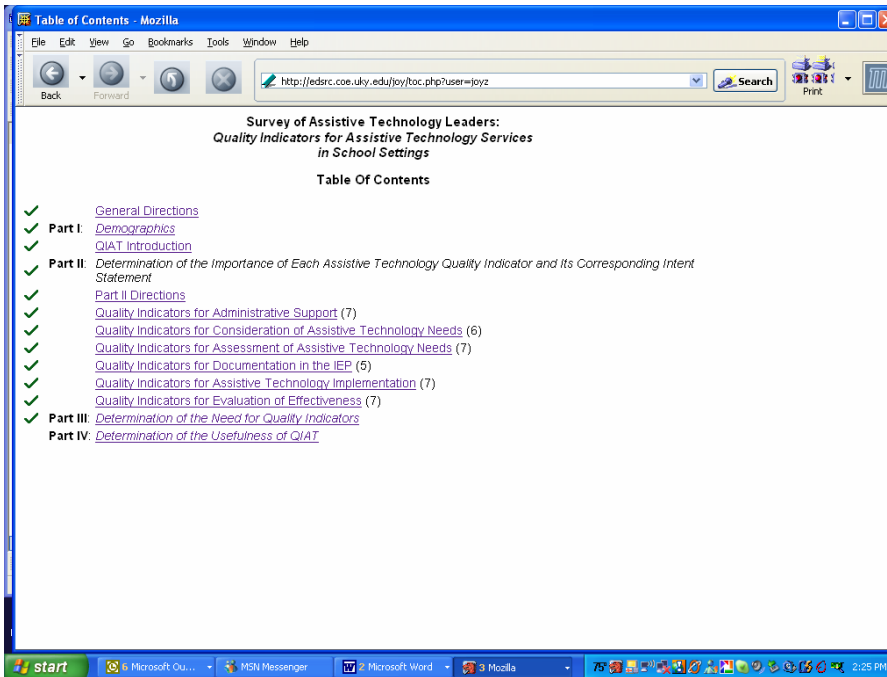 Table of Contents - Mozilla
File Edit View Go Bookmarks Tools Window Help
Back Forward http://edsrc.coe.uky.edu/joy/toc.php?user=joyz Search Print
Survey of Assistive Technology Leaders:
Quality Indicators for Assistive Technology Services
in School Settings
Table Of Contents
General Directions
Part I: Demographics
QIAT Introduction
Part II: Determination of the Importance of Each Assistive Technology Quality Indicator and Its Corresponding Intent
Statement
Part II Directions
Quality Indicators for Administrative Support (7)
Quality Indicators for Consideration of Assistive Technology Needs (6)
Quality Indicators for Assessment of Assistive Technology Needs (7)
Quality Indicators for Documentation in the IEP (5)
Quality Indicators for Assistive Technology Implementation (7)
Quality Indicators for Evaluation of Effectiveness (7)
Part III: Determination of the Need for Quality Indicators
Part IV: Determination of the Usefulness of QIAT
start 6 Microsoft Ou... MSN Messenger 2 Microsoft Word 3 Mozilla 75° 2:25 PM